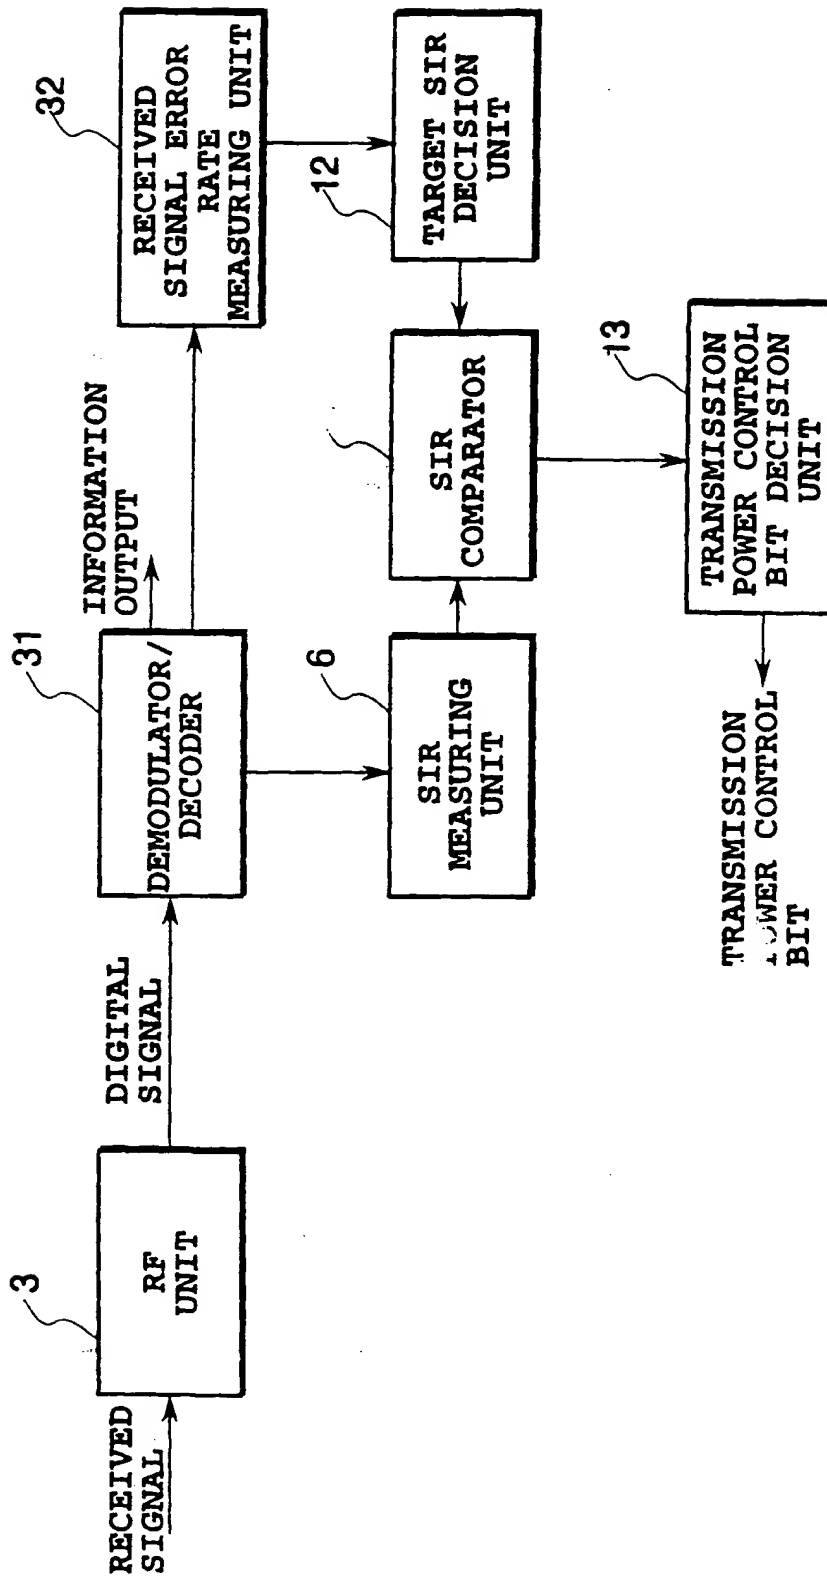 RECEIVED
SIGNAL
3
RF
UNIT
DIGITAL
SIGNAL
31
DEMODULATOR/
DECODER
INFORMATION
OUTPUT
32
RECEIVED
SIGNAL ERROR
RATE
MEASURING UNIT
6
SIR
MEASURING
UNIT
SIR
COMPARATOR
12
TARGET SIR
DECISION
UNIT
13
TRANSMISSION
POWER CONTROL
BIT DECISION
UNIT
TRANSMISSION
POWER CONTROL
BIT